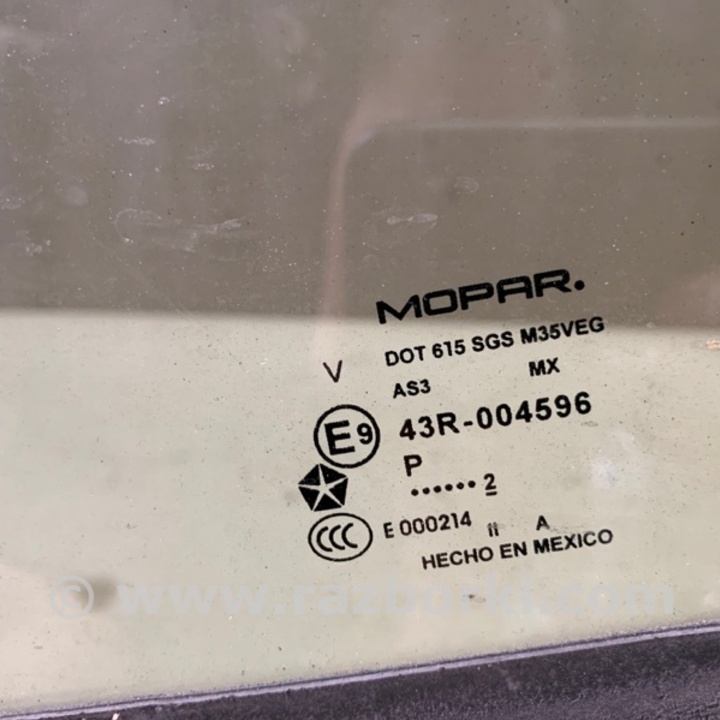 MOPAR.
DOT 615 SGS M35VEG
V
AS3 MX
E9 43R-004596
P
...... 2
CCC E 000214 II A
HECHO EN MEXICO
© www.razborki.com